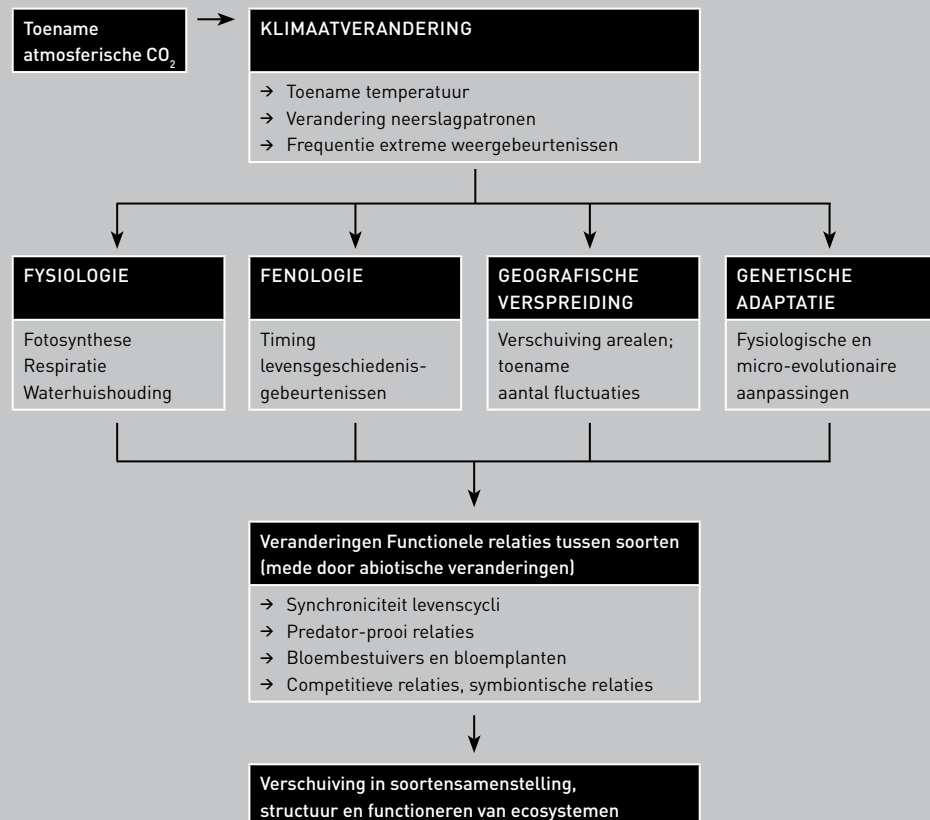 Toename
atmosferische CO₂
KLIMAATVERANDERING
→ Toename temperatuur
→ Verandering neerslagpatronen
→ Frequentie extreme weergebeurtenissen
FYSIOLOGIE
Fotosynthese
Respiratie
Waterhuishouding
FENOLOGIE
Timing
levensgeschiedenis-
gebeurtenissen
GEOGRAFISCHE
VERSPREIDING
Verschuiving arealen;
toename
aantal fluctuaties
GENETISCHE
ADAPTATIE
Fysiologische en
micro-evolutionaire
aanpassingen
Veranderingen Functionele relaties tussen soorten
(mede door abiotische veranderingen)
→ Synchroniciteit levenscycli
→ Predator-prooi relaties
→ Bloembestuivers en bloemplanten
→ Competitieve relaties, symbiontische relaties
Verschuiving in soortensamenstelling,
structuur en functioneren van ecosystemen